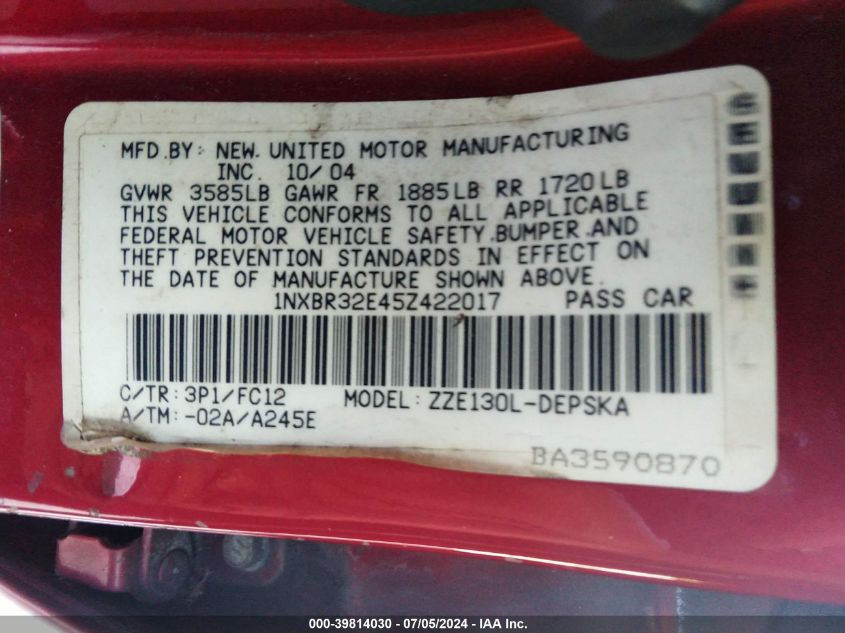 MFD.BY: NEW UNITED MOTOR MANUFACTURING
INC. 10/04
GVWR 3585LB GAWR FR 1885LB RR 1720LB
THIS VEHICLE CONFORMS TO ALL APPLICABLE
FEDERAL MOTOR VEHICLE SAFETY,BUMPER,AND
THEFT PREVENTION STANDARDS IN EFFECT ON
THE DATE OF MANUFACTURE SHOWN ABOVE.
1NXBR32E45Z422017 PASS CAR
C/TR:3P1/FC12 MODEL:ZZE130L-DEPSKA
A/TM:-02A/A245E
BA3590870
000-39814030 - 07/05/2024 - IAA Inc.